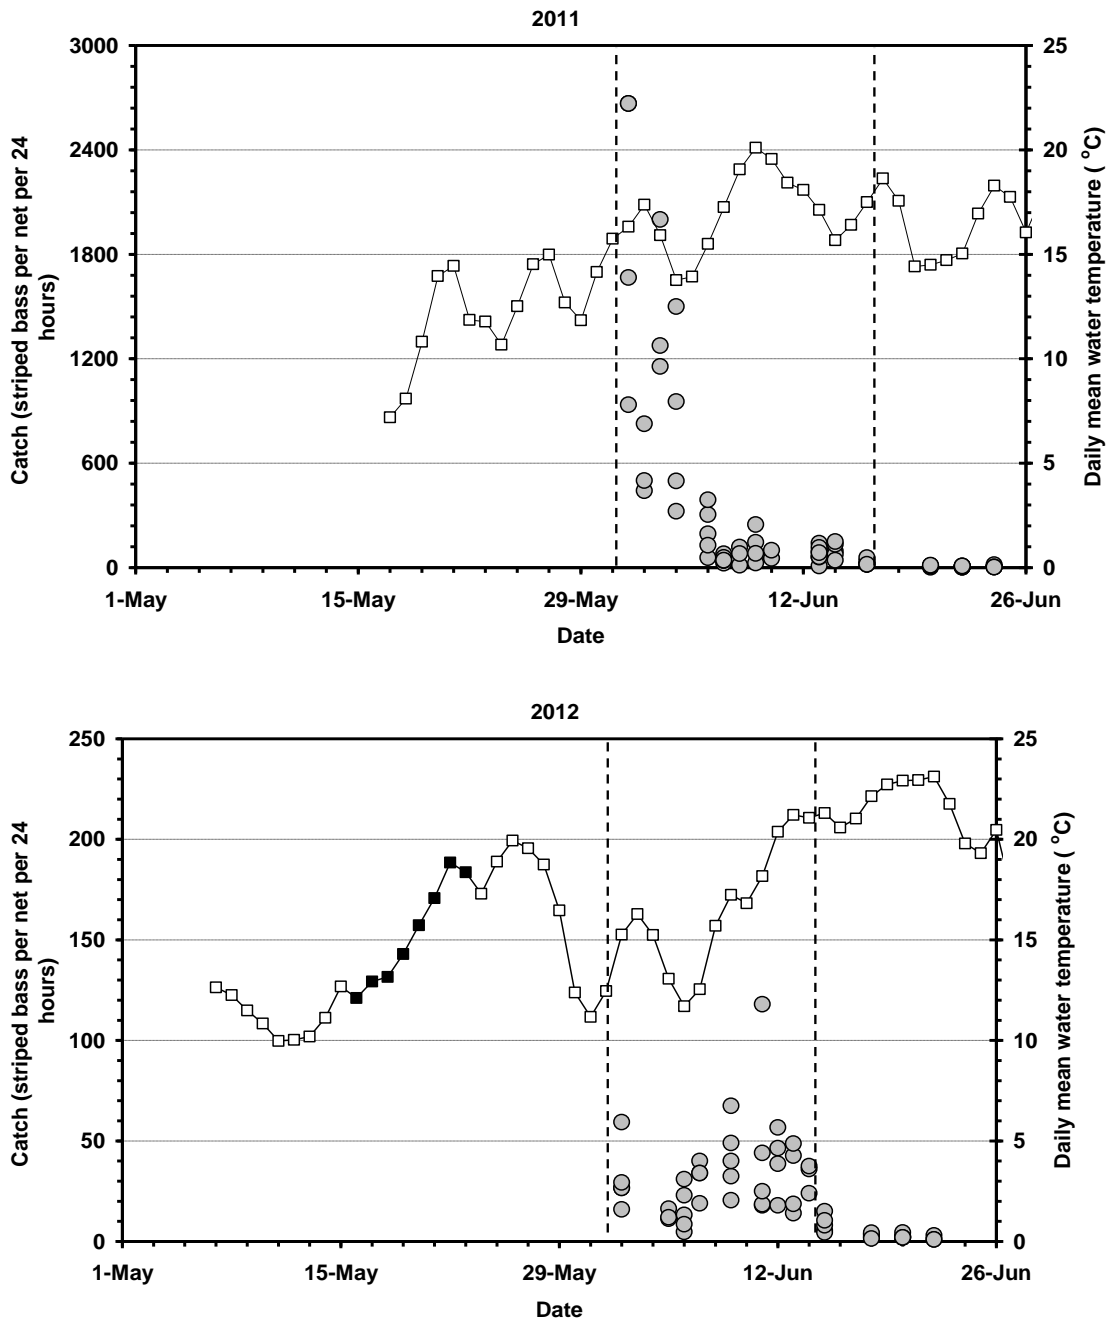 2011
3000
2400
1800
1200
600
0
25
20
15
10
5
0
Catch (striped bass per net per 24
hours)
Daily mean water temperature ( °C)
1-May 15-May 29-May 12-Jun 26-Jun
Date
2012
250
200
150
100
50
0
25
20
15
10
5
0
Catch (striped bass per net per 24
hours)
Daily mean water temperature ( °C)
1-May 15-May 29-May 12-Jun 26-Jun
Date